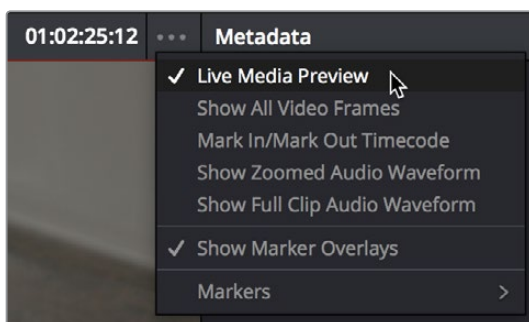 01:02:25:12 ••• Metadata
✓ Live Media Preview
Show All Video Frames
Mark In/Mark Out Timecode
Show Zoomed Audio Waveform
Show Full Clip Audio Waveform
✓ Show Marker Overlays
Markers >